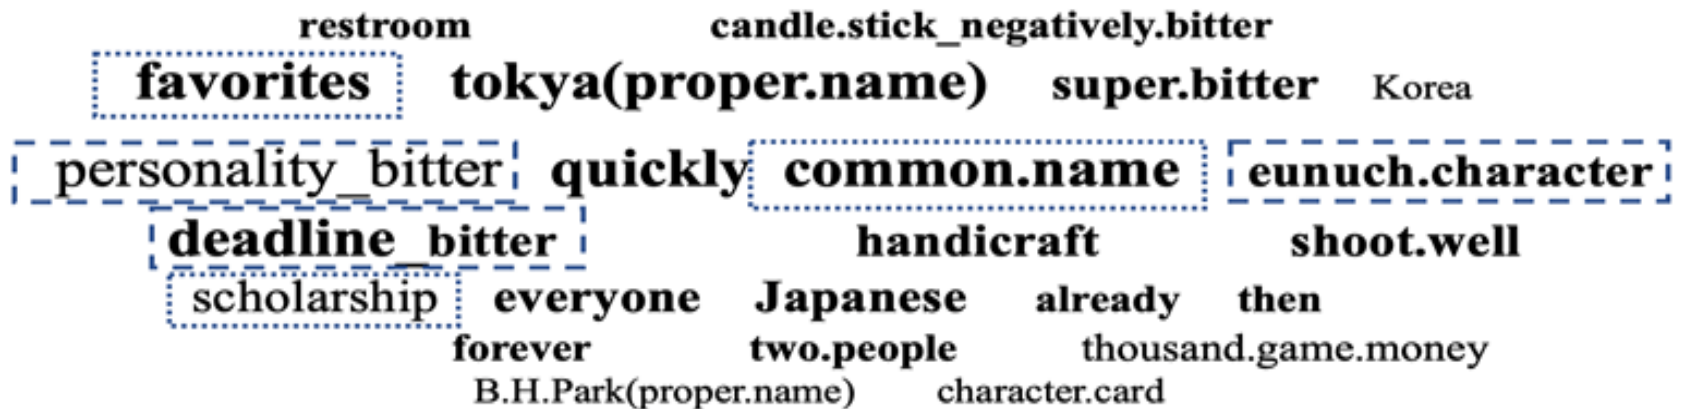 restroom candle.stick_negatively.bitter
favorites tokya(proper.name) super.bitter Korea
personality_bitter quickly common.name eunuch.character
deadline_bitter handicraft shoot.well
scholarship everyone Japanese already then
forever two.people thousand.game.money
B.H.Park(proper.name) character.card